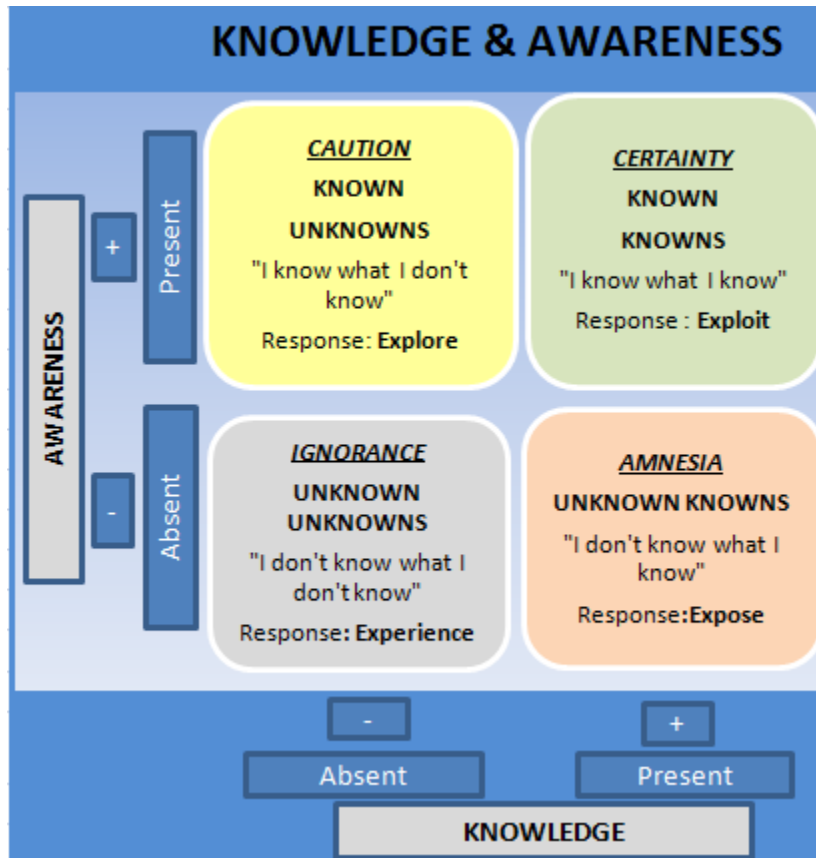 KNOWLEDGE & AWARENESS
AWARENESS
+
Present
-
Absent
CAUTION
KNOWN
UNKNOWNS
"I know what I don't
know"
Response: Explore
CERTAINTY
KNOWN
KNOWNS
"I know what I know"
Response : Exploit
IGNORANCE
UNKNOWN
UNKNOWNS
"I don't know what I
don't know"
Response: Experience
AMNESIA
UNKNOWN KNOWNS
"I don't know what I
know"
Response:Expose
-
+
Absent
Present
KNOWLEDGE